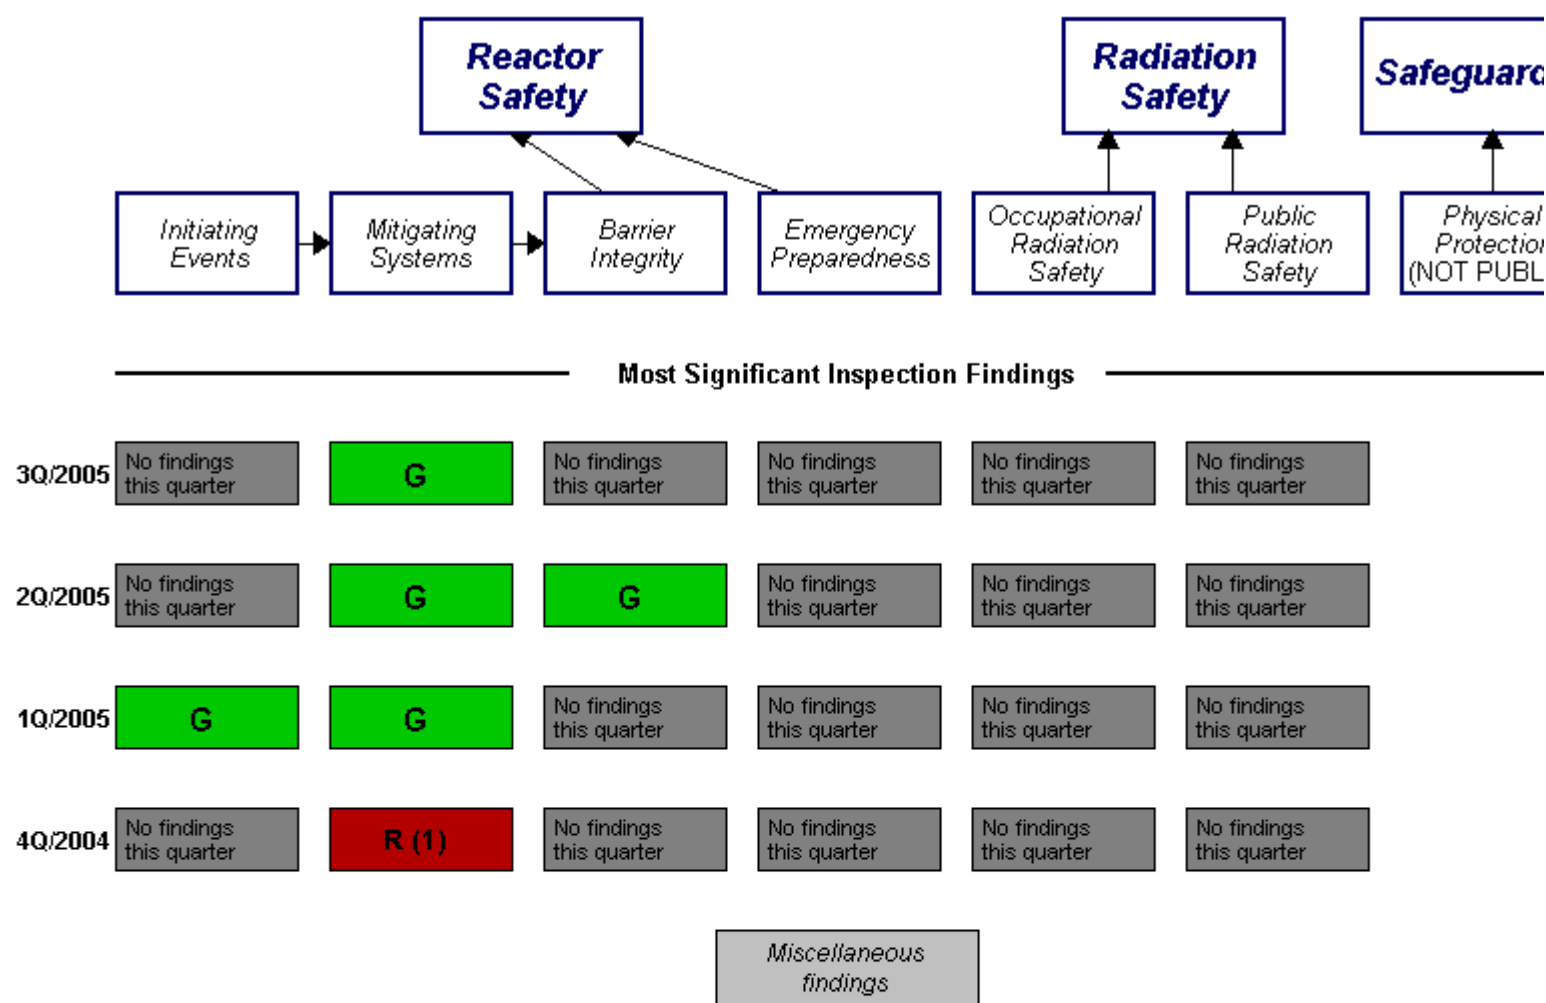 Reactor
Safety
Radiation
Safety
Safeguard
Initiating
Events
Mitigating
Systems
Barrier
Integrity
Emergency
Preparedness
Occupational
Radiation
Safety
Public
Radiation
Safety
Physical
Protection
(NOT PUBL
Most Significant Inspection Findings
3Q/2005
No findings
this quarter
G
No findings
this quarter
No findings
this quarter
No findings
this quarter
No findings
this quarter
2Q/2005
No findings
this quarter
G
G
No findings
this quarter
No findings
this quarter
No findings
this quarter
1Q/2005
G
G
No findings
this quarter
No findings
this quarter
No findings
this quarter
No findings
this quarter
4Q/2004
No findings
this quarter
R (1)
No findings
this quarter
No findings
this quarter
No findings
this quarter
No findings
this quarter
Miscellaneous
findings